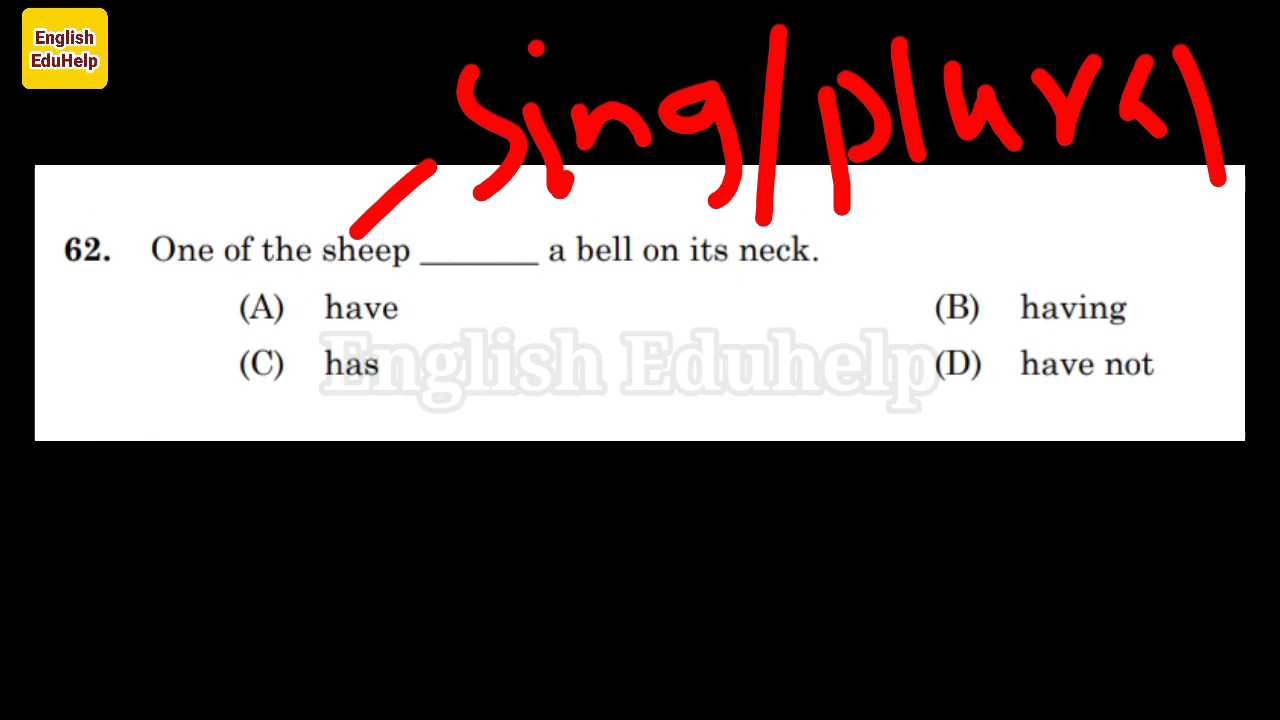 English
EduHelp
sing/plural
62. One of the sheep _______ a bell on its neck.
(A) have (B) having
(C) has (D) have not
English Eduhelp